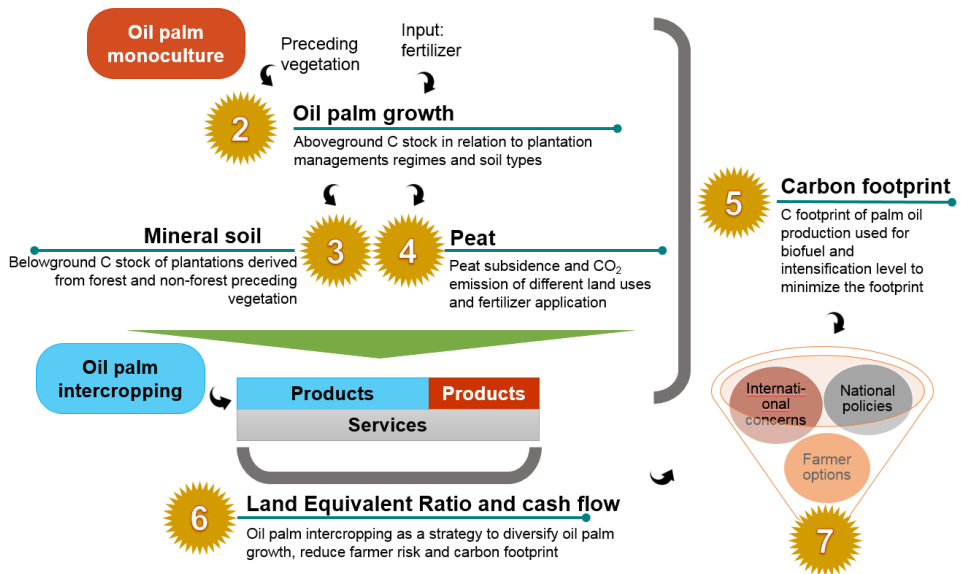 Oil palm
monoculture
Preceding
vegetation
Input:
fertilizer
2
Oil palm growth
Aboveground C stock in relation to plantation
managements regimes and soil types
Mineral soil
3
Belowground C stock of plantations derived
from forest and non-forest preceding
vegetation
4
Peat
Peat subsidence and CO2
emission of different land uses
and fertilizer application
5
Carbon footprint
C footprint of palm oil
production used for
biofuel and
intensification level to
minimize the footprint
Oil palm
intercropping
Products
Products
Services
6
Land Equivalent Ratio and cash flow
Oil palm intercropping as a strategy to diversify oil palm
growth, reduce farmer risk and carbon footprint
Internati-
onal
concerns
National
policies
Farmer
options
7